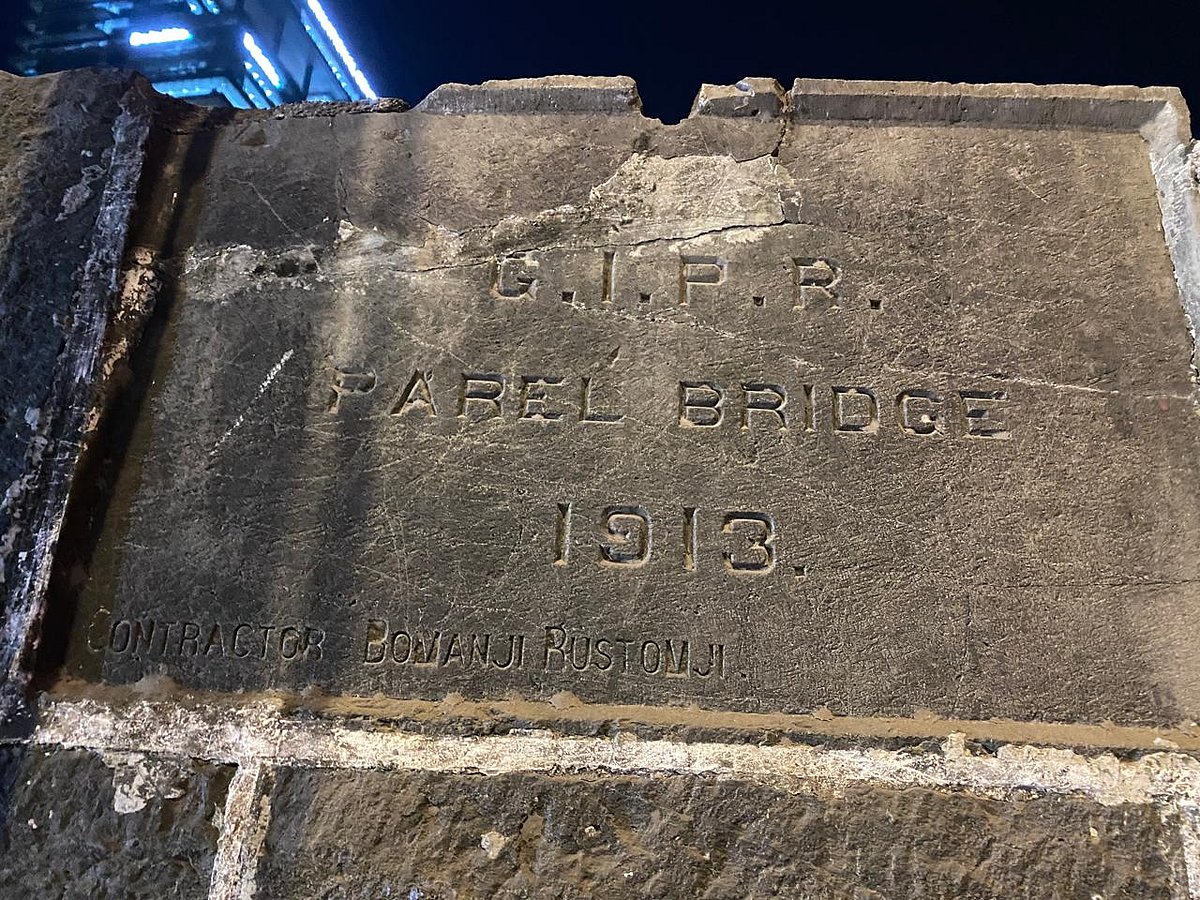 G.I.P.R.
PAREL BRIDGE
1913.
CONTRACTOR BOMANJI RUSTOMJI.